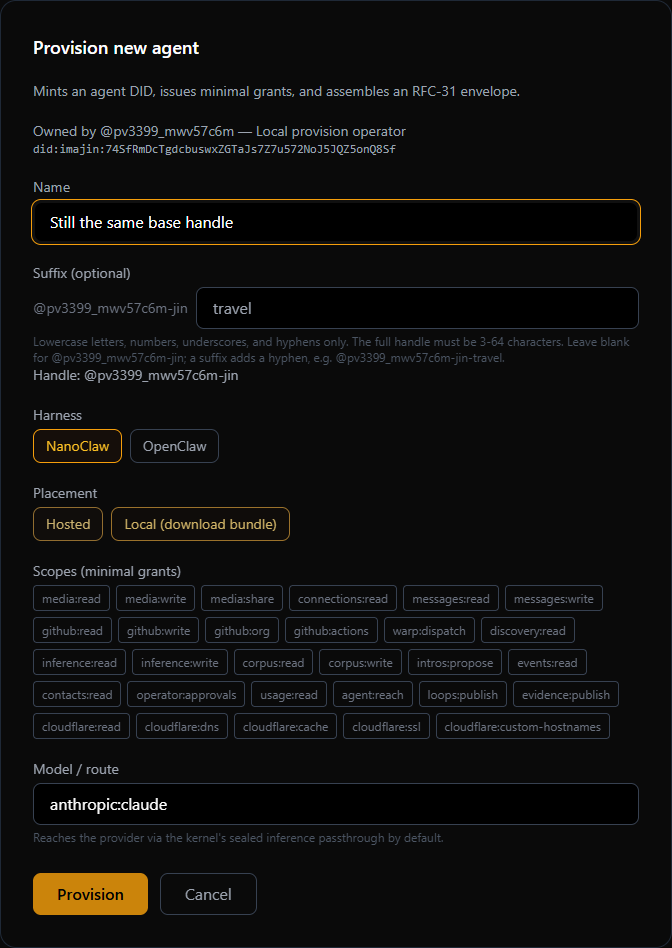 Provision new agent
Mints an agent DID, issues minimal grants, and assembles an RFC-31 envelope.
Owned by @pv3399_mwv57c6m — Local provision operator
did:imajin:74SfRmDcTgdcbuswxZGTaJs7Z7u572NoJ5JQZ5onQ8Sf
Name
Still the same base handle
Suffix (optional)
@pv3399_mwv57c6m-jin travel
Lowercase letters, numbers, underscores, and hyphens only. The full handle must be 3-64 characters. Leave blank
for @pv3399_mwv57c6m-jin; a suffix adds a hyphen, e.g. @pv3399_mwv57c6m-jin-travel.
Handle: @pv3399_mwv57c6m-jin
Harness
NanoClaw OpenClaw
Placement
Hosted Local (download bundle)
Scopes (minimal grants)
media:read media:write media:share connections:read messages:read messages:write
github:read github:write github:org github:actions warp:dispatch discovery:read
inference:read inference:write corpus:read corpus:write intros:propose events:read
contacts:read operator:approvals usage:read agent:reach loops:publish evidence:publish
cloudflare:read cloudflare:dns cloudflare:cache cloudflare:ssl cloudflare:custom-hostnames
Model / route
anthropic:claude
Reaches the provider via the kernel's sealed inference passthrough by default.
Provision Cancel